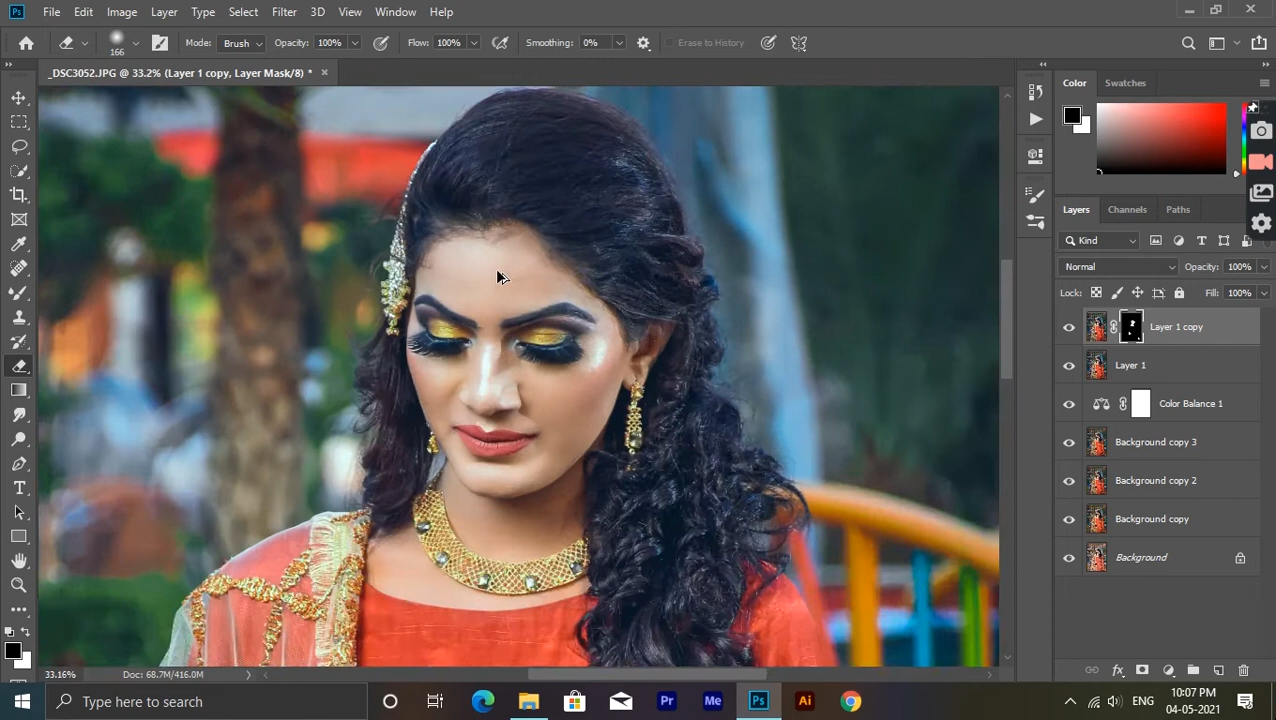 Ps File Edit Image Layer Type Select Filter 3D View Window Help
166 Mode: Brush Opacity: 100% Flow: 100% Smoothing: 0% Erase to History
_DSC3052.JPG @ 33.2% (Layer 1 copy, Layer Mask/8) *
Color Swatches
Layers Channels Paths
Kind
Normal Opacity: 100%
Lock: Fill: 100%
Layer 1 copy
Layer 1
Color Balance 1
Background copy 3
Background copy 2
Background copy
Background
33.16% Doc: 68.7M/416.0M
Type here to search Pr Me Ps Ai ENG 10:07 PM
04-05-2021